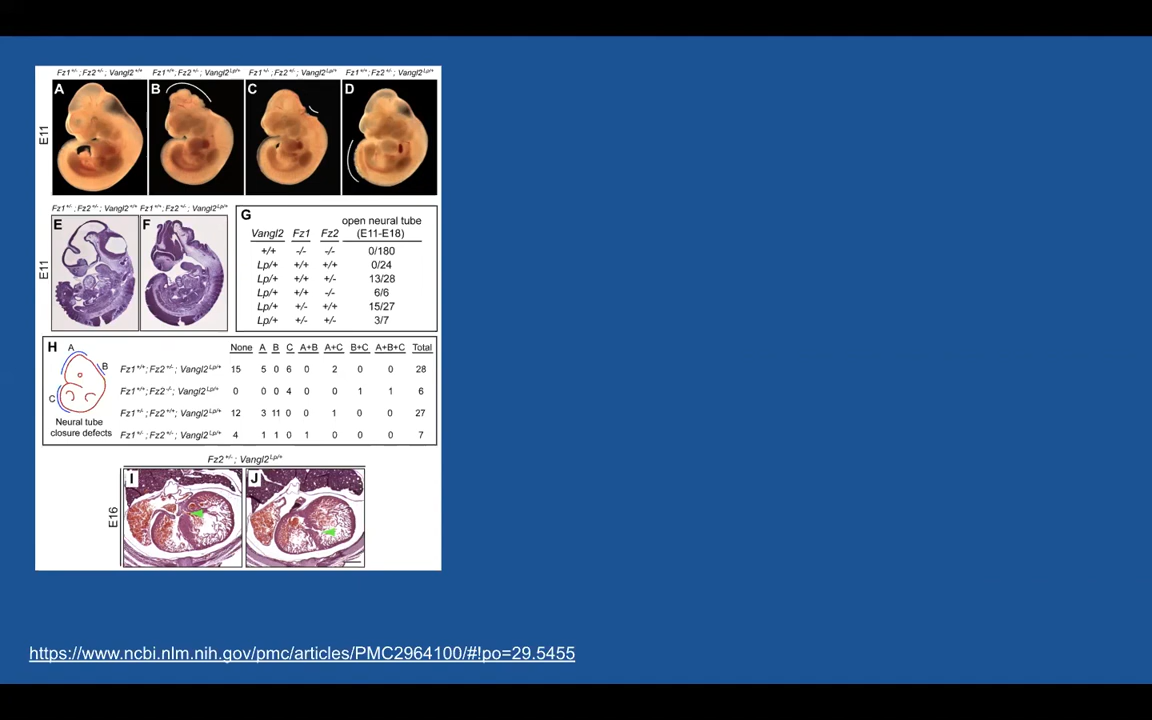 Fz1+/-;Fz2+/-;Vangl2+/+ Fz1+/+;Fz2+/-;Vangl2Lp/+ Fz1+/-;Fz2+/-;Vangl2Lp/+ Fz1+/+;Fz2+/-;Vangl2Lp/+
A B C D
E11
Fz1+/-;Fz2+/-;Vangl2+/+ Fz1+/+;Fz2+/-;Vangl2Lp/+
E F
E11
G
open neural tube
Vangl2 Fz1 Fz2 (E11-E18)
+/+ -/- -/- 0/180
Lp/+ +/+ +/+ 0/24
Lp/+ +/+ +/- 13/28
Lp/+ +/+ -/- 6/6
Lp/+ +/- +/+ 15/27
Lp/+ +/- +/- 3/7
H
A
B
C
Neural tube
closure defects
None A B C A+B A+C B+C A+B+C Total
Fz1+/+;Fz2+/-;Vangl2Lp/+ 15 5 0 6 0 2 0 0 28
Fz1+/+;Fz2-/-;Vangl2Lp/+ 0 0 0 4 0 0 1 1 6
Fz1+/-;Fz2+/+;Vangl2Lp/+ 12 3 11 0 0 1 0 0 27
Fz1+/-;Fz2+/-;Vangl2Lp/+ 4 1 1 0 1 0 0 0 7
Fz2+/-;Vangl2Lp/+
I J
E16
https://www.ncbi.nlm.nih.gov/pmc/articles/PMC2964100/#!po=29.5455